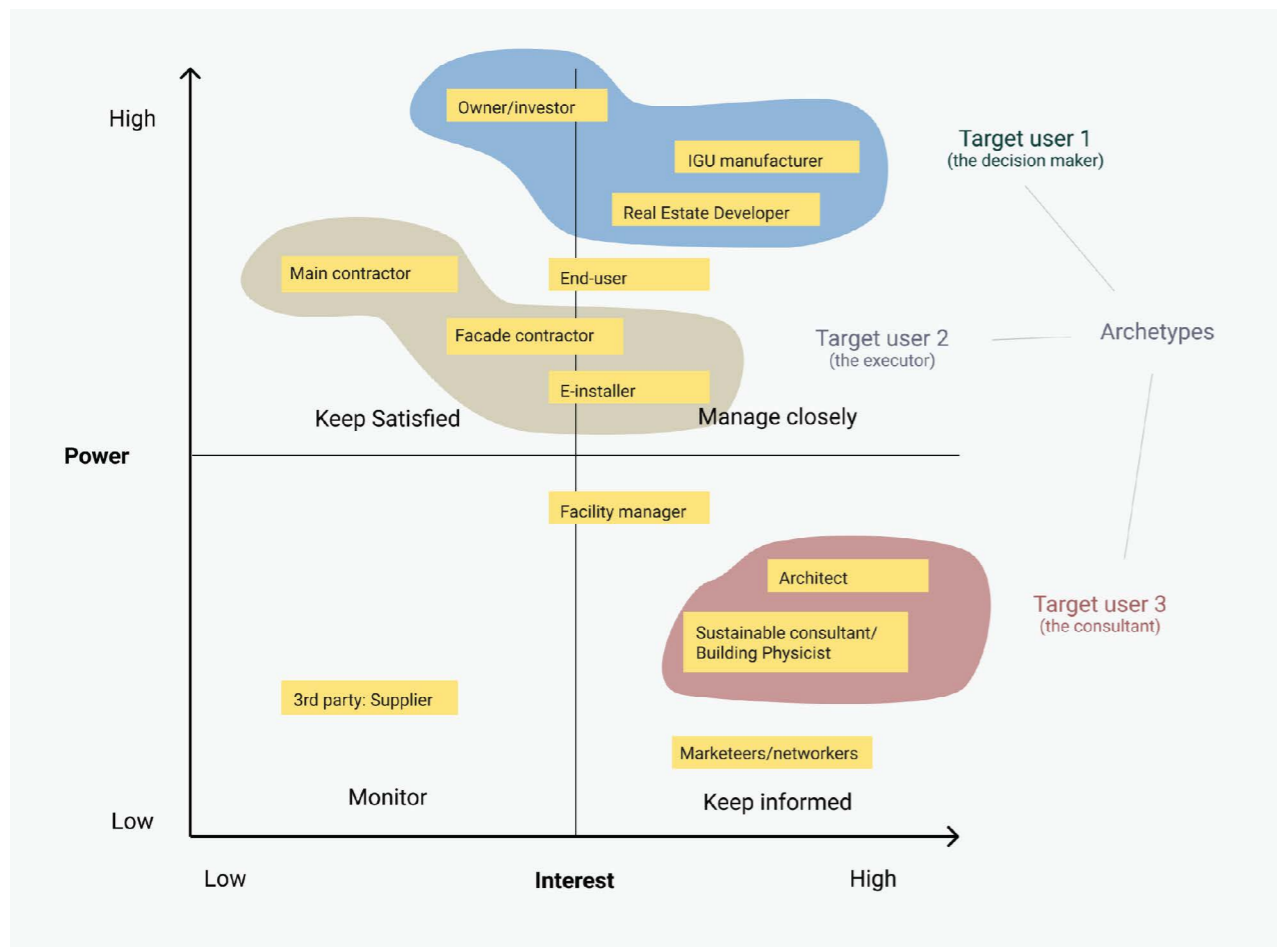 High
Owner/investor
IGU manufacturer
Real Estate Developer
Target user 1
(the decision maker)
Main contractor
End-user
Facade contractor
E-installer
Target user 2
(the executor)
Archetypes
Keep Satisfied
Manage closely
Power
Facility manager
Architect
Sustainable consultant/
Building Physicist
Target user 3
(the consultant)
3rd party: Supplier
Marketeers/networkers
Monitor
Keep informed
Low
Low
Interest
High